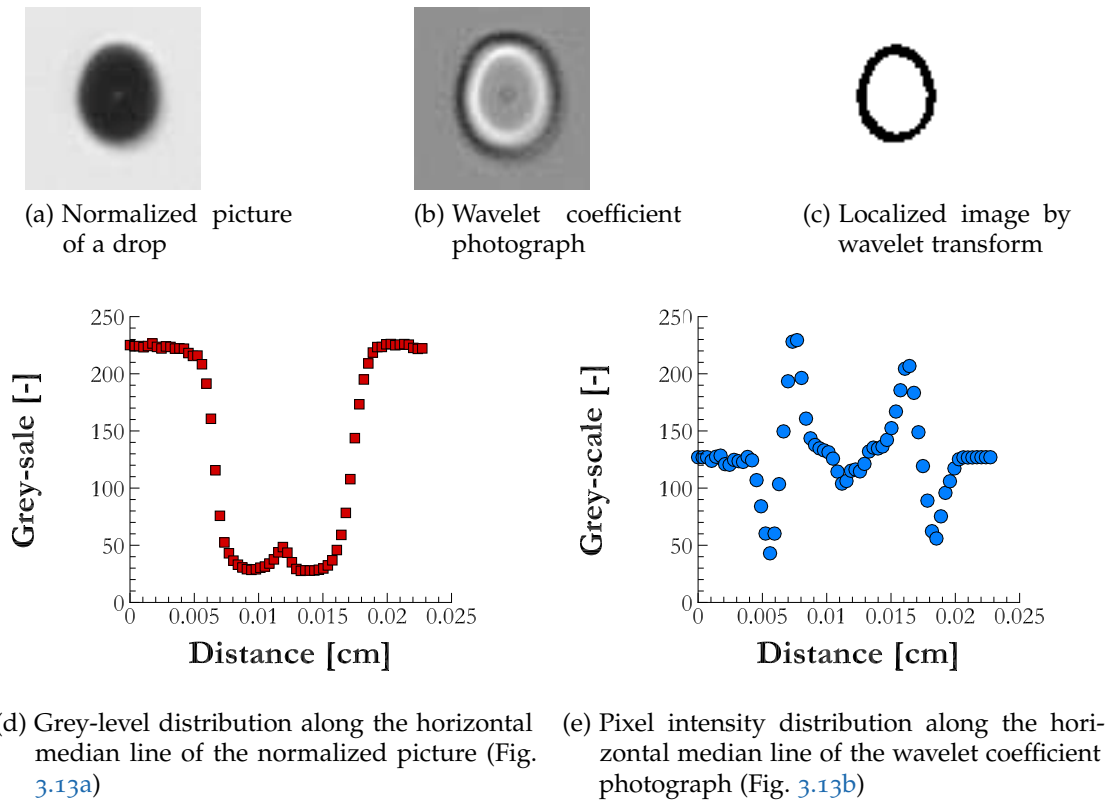 (a) Normalized picture
of a drop
(b) Wavelet coefficient
photograph
(c) Localized image by
wavelet transform
250
200
150
100
50
0
0 0.005 0.01 0.015 0.02 0.025
Grey-sale [-]
Distance [cm]
250
200
150
100
50
0
0 0.005 0.01 0.015 0.02 0.025
Grey-scale [-]
Distance [cm]
(d) Grey-level distribution along the horizontal
median line of the normalized picture (Fig.
3.13a)
(e) Pixel intensity distribution along the hori-
zontal median line of the wavelet coefficient
photograph (Fig. 3.13b)